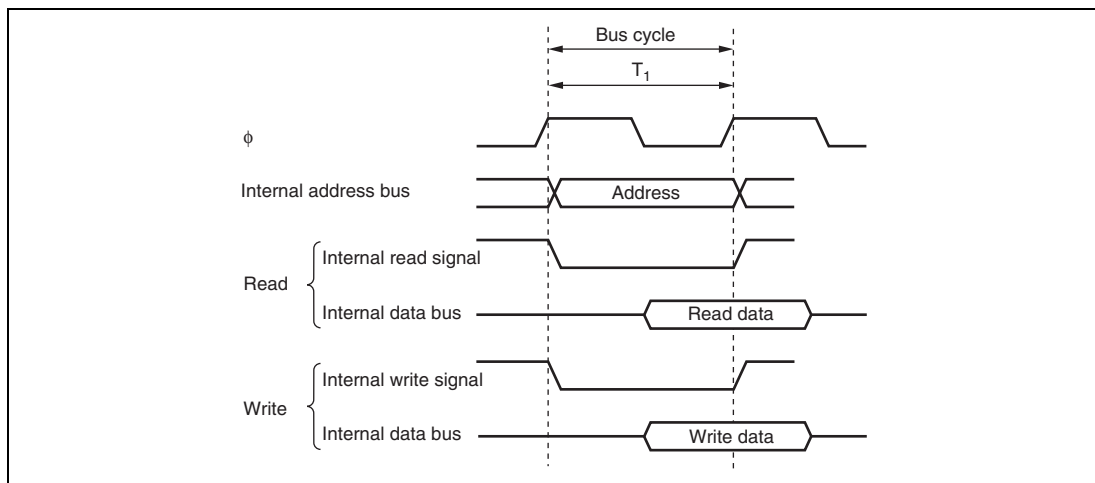 Bus cycle
T₁
ϕ
Internal address bus
Address
Read
Internal read signal
Internal data bus
Read data
Write
Internal write signal
Internal data bus
Write data